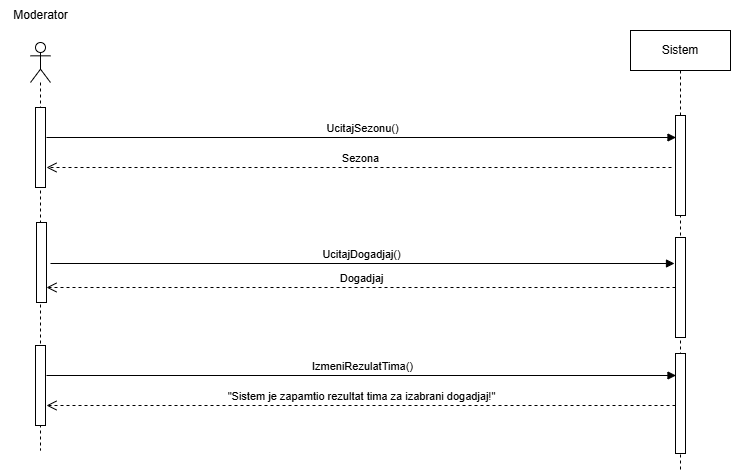 Moderator
Sistem
UcitajSezonu()
Sezona
UcitajDogadjaj()
Dogadjaj
IzmeniRezulatTima()
"Sistem je zapamtio rezultat tima za izabrani dogadjaj!"